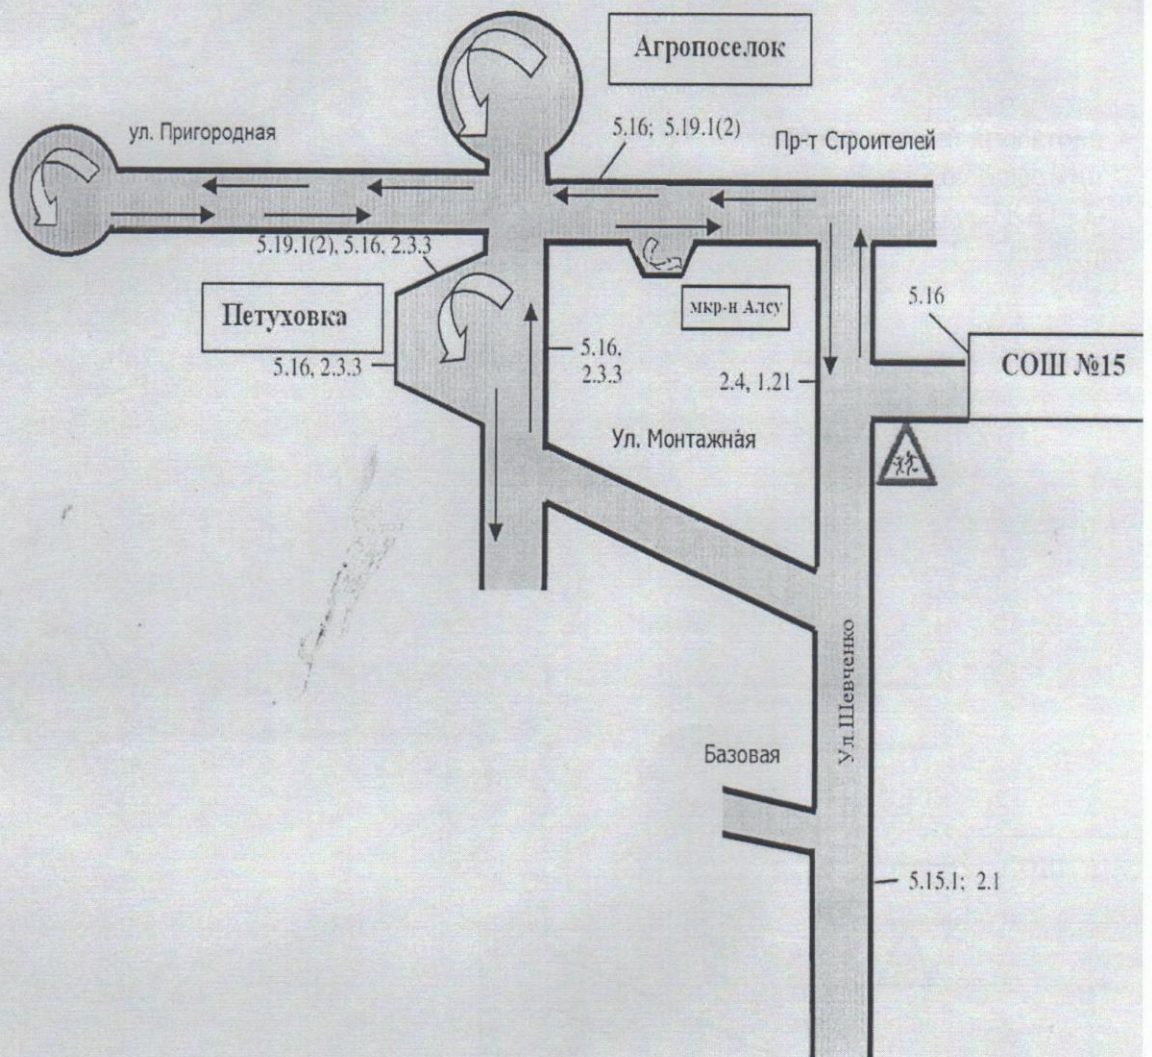 Агропоселок
ул. Пригородная
5.16; 5.19.1(2)
Пр-т Строителей
5.19.1(2), 5.16, 2.3.3
Петуховка
мкр-н Алсу
5.16
5.16, 2.3.3
5.16,
2.3.3
2.4, 1.21
СОШ №15
Ул. Монтажная
Ул.Шевченко
Базовая
5.15.1; 2.1